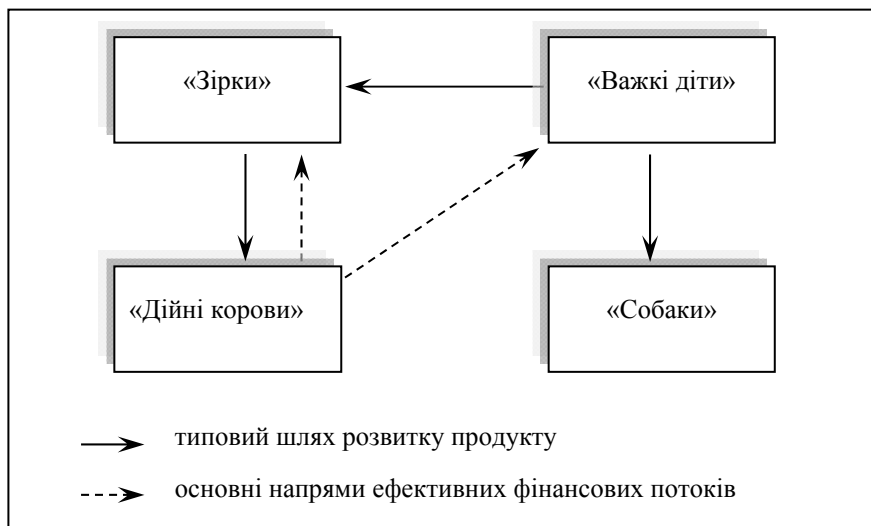 «Зірки»
«Важкі діти»
«Дійні корови»
«Собаки»
типовий шлях розвитку продукту
основні напрями ефективних фінансових потоків